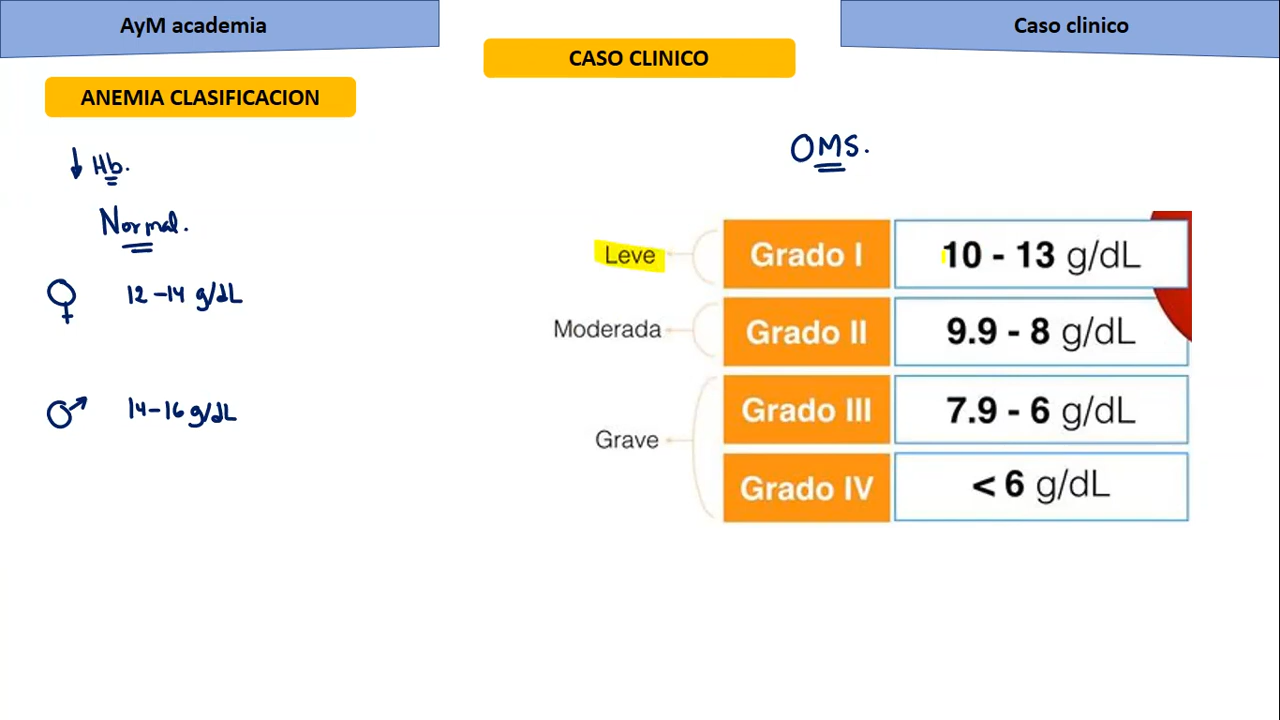 AyM academia
Caso clinico
CASO CLINICO
ANEMIA CLASIFICACION
↓ Hb.
Normal.
♀ 12-14 g/dL
♂ 14-16 g/dL
OMS.
Leve Grado I 10 - 13 g/dL
Moderada Grado II 9.9 - 8 g/dL
Grave
Grado III 7.9 - 6 g/dL
Grado IV < 6 g/dL